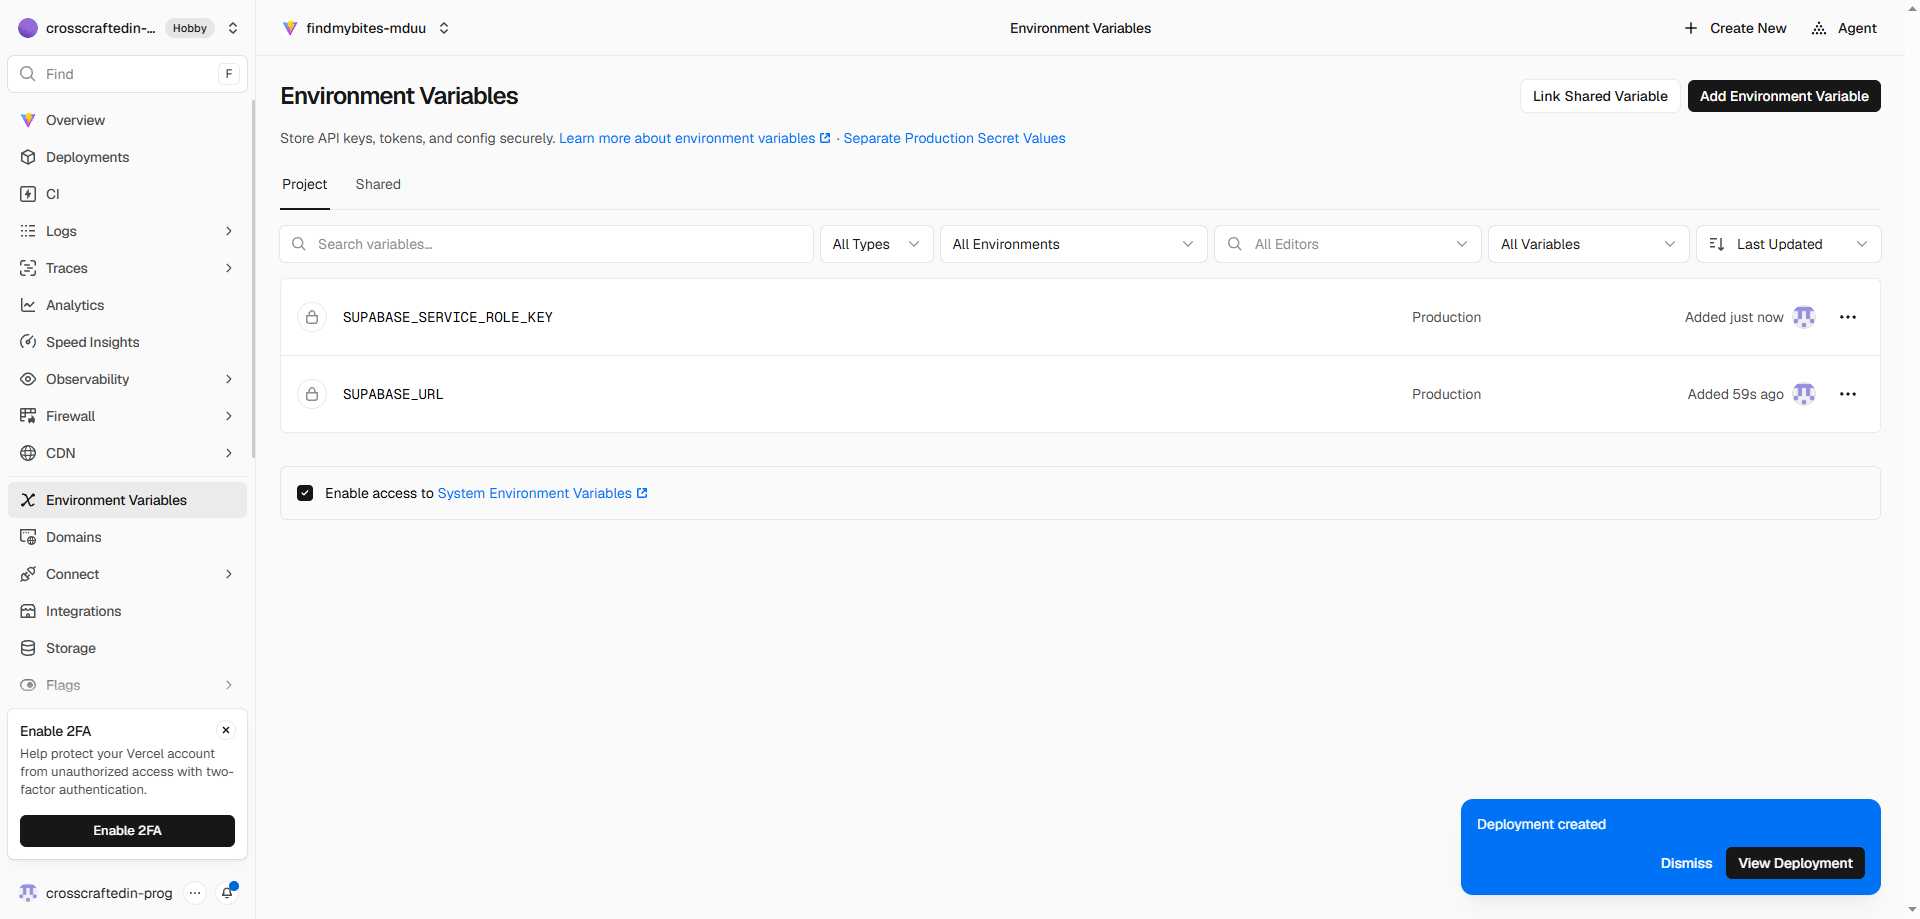 crosscraftedin-...
Hobby
findmybites-mduu
Environment Variables
Create New
Agent
Find
F
Overview
Deployments
CI
Logs
Traces
Analytics
Speed Insights
Observability
Firewall
CDN
Environment Variables
Domains
Connect
Integrations
Storage
Flags
Enable 2FA
Help protect your Vercel account
from unauthorized access with two-
factor authentication.
Enable 2FA
crosscraftedin-prog
Environment Variables
Link Shared Variable
Add Environment Variable
Store API keys, tokens, and config securely. Learn more about environment variables · Separate Production Secret Values
Project
Shared
Search variables...
All Types
All Environments
All Editors
All Variables
Last Updated
SUPABASE_SERVICE_ROLE_KEY
Production
Added just now
SUPABASE_URL
Production
Added 59s ago
Enable access to System Environment Variables
Deployment created
Dismiss
View Deployment